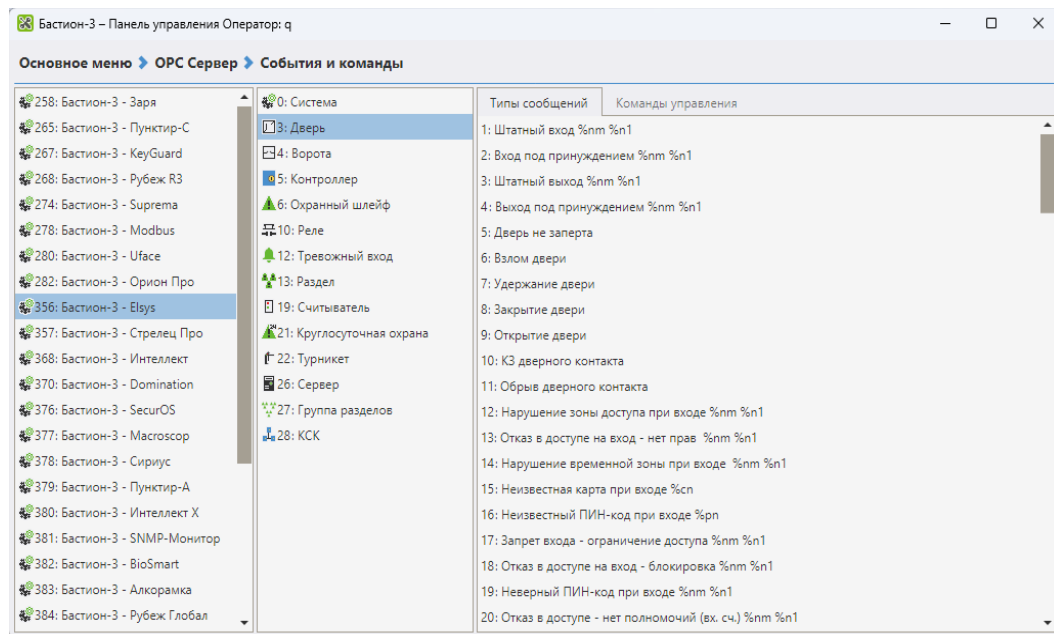 Бастион-3 – Панель управления Оператор: q
Основное меню OPC Сервер События и команды
258: Бастион-3 - Заря
265: Бастион-3 - Пунктир-С
267: Бастион-3 - KeyGuard
268: Бастион-3 - Рубеж R3
274: Бастион-3 - Suprema
278: Бастион-3 - Modbus
280: Бастион-3 - Uface
282: Бастион-3 - Орион Про
356: Бастион-3 - Elsys
357: Бастион-3 - Стрелец Про
368: Бастион-3 - Интеллект
370: Бастион-3 - Domination
376: Бастион-3 - SecurOS
377: Бастион-3 - Macroscop
378: Бастион-3 - Сириус
379: Бастион-3 - Пунктир-А
380: Бастион-3 - Интеллект X
381: Бастион-3 - SNMP-Монитор
382: Бастион-3 - BioSmart
383: Бастион-3 - Алкорамка
384: Бастион-3 - Рубеж Глобал
0: Система
3: Дверь
4: Ворота
5: Контроллер
6: Охранный шлейф
10: Реле
12: Тревожный вход
13: Раздел
19: Считыватель
21: Круглосуточная охрана
22: Турникет
26: Сервер
27: Группа разделов
28: КСК
Типы сообщений Команды управления
1: Штатный вход %nm %n1
2: Вход под принуждением %nm %n1
3: Штатный выход %nm %n1
4: Выход под принуждением %nm %n1
5: Дверь не заперта
6: Взлом двери
7: Удержание двери
8: Закрытие двери
9: Открытие двери
10: КЗ дверного контакта
11: Обрыв дверного контакта
12: Нарушение зоны доступа при входе %nm %n1
13: Отказ в доступе на вход - нет прав %nm %n1
14: Нарушение временной зоны при входе %nm %n1
15: Неизвестная карта при входе %cn
16: Неизвестный ПИН-код при входе %pn
17: Запрет входа - ограничение доступа %nm %n1
18: Отказ в доступе на вход - блокировка %nm %n1
19: Неверный ПИН-код при входе %nm %n1
20: Отказ в доступе - нет полномочий (вх. сч.) %nm %n1